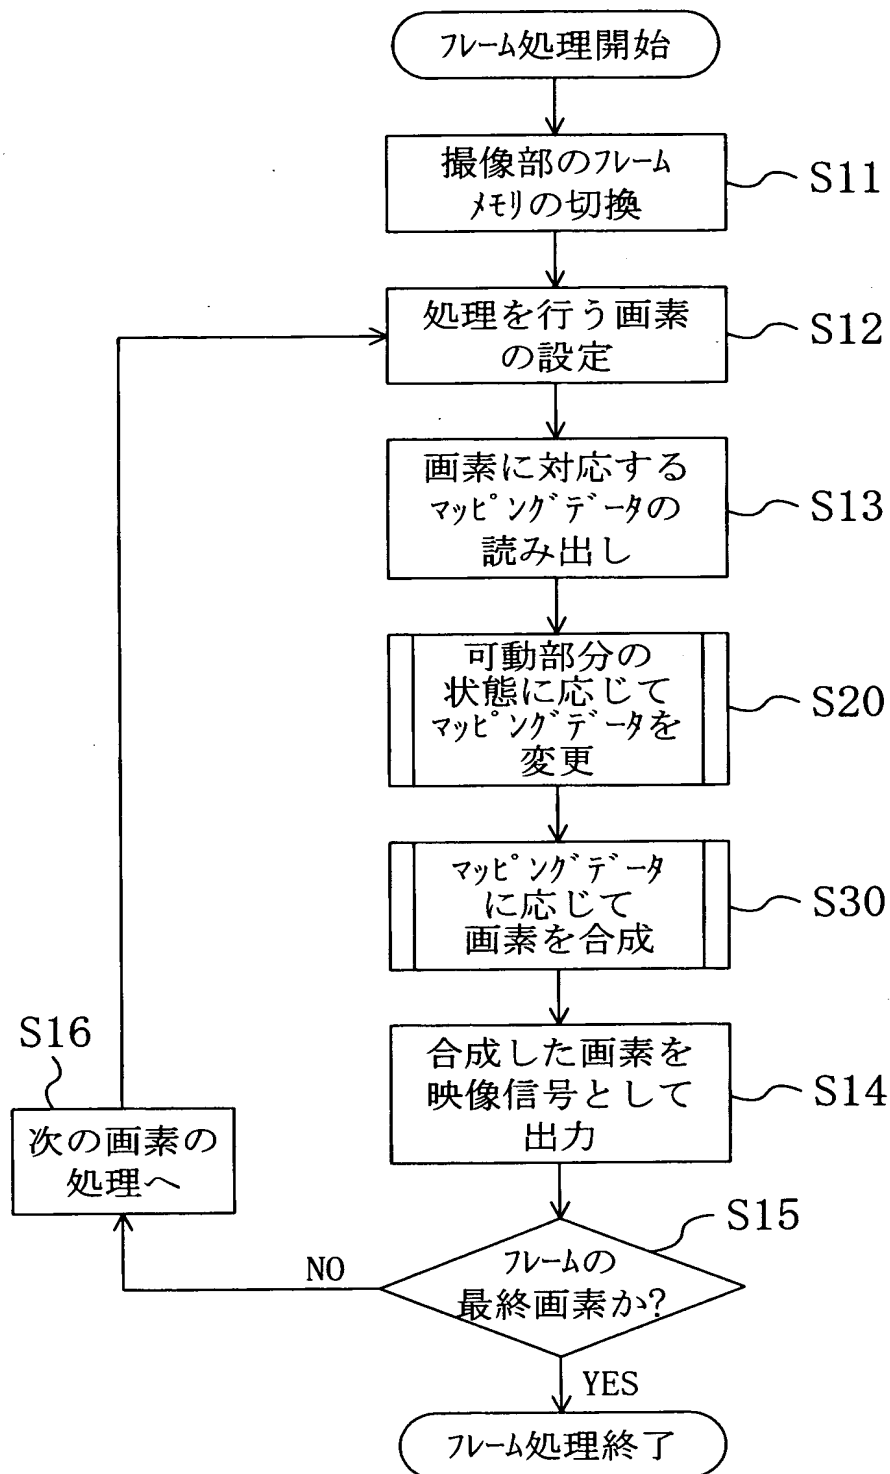 ﾌﾚｰﾑ処理開始
撮像部のﾌﾚｰﾑ
ﾒﾓﾘの切換
S11
処理を行う画素
の設定
S12
画素に対応する
ﾏｯﾋﾟﾝｸﾞﾃﾞｰﾀの
読み出し
S13
可動部分の
状態に応じて
ﾏｯﾋﾟﾝｸﾞﾃﾞｰﾀを
変更
S20
ﾏｯﾋﾟﾝｸﾞﾃﾞｰﾀ
に応じて
画素を合成
S30
合成した画素を
映像信号として
出力
S14
S16
次の画素の
処理へ
S15
ﾌﾚｰﾑの
最終画素か?
NO
YES
ﾌﾚｰﾑ処理終了